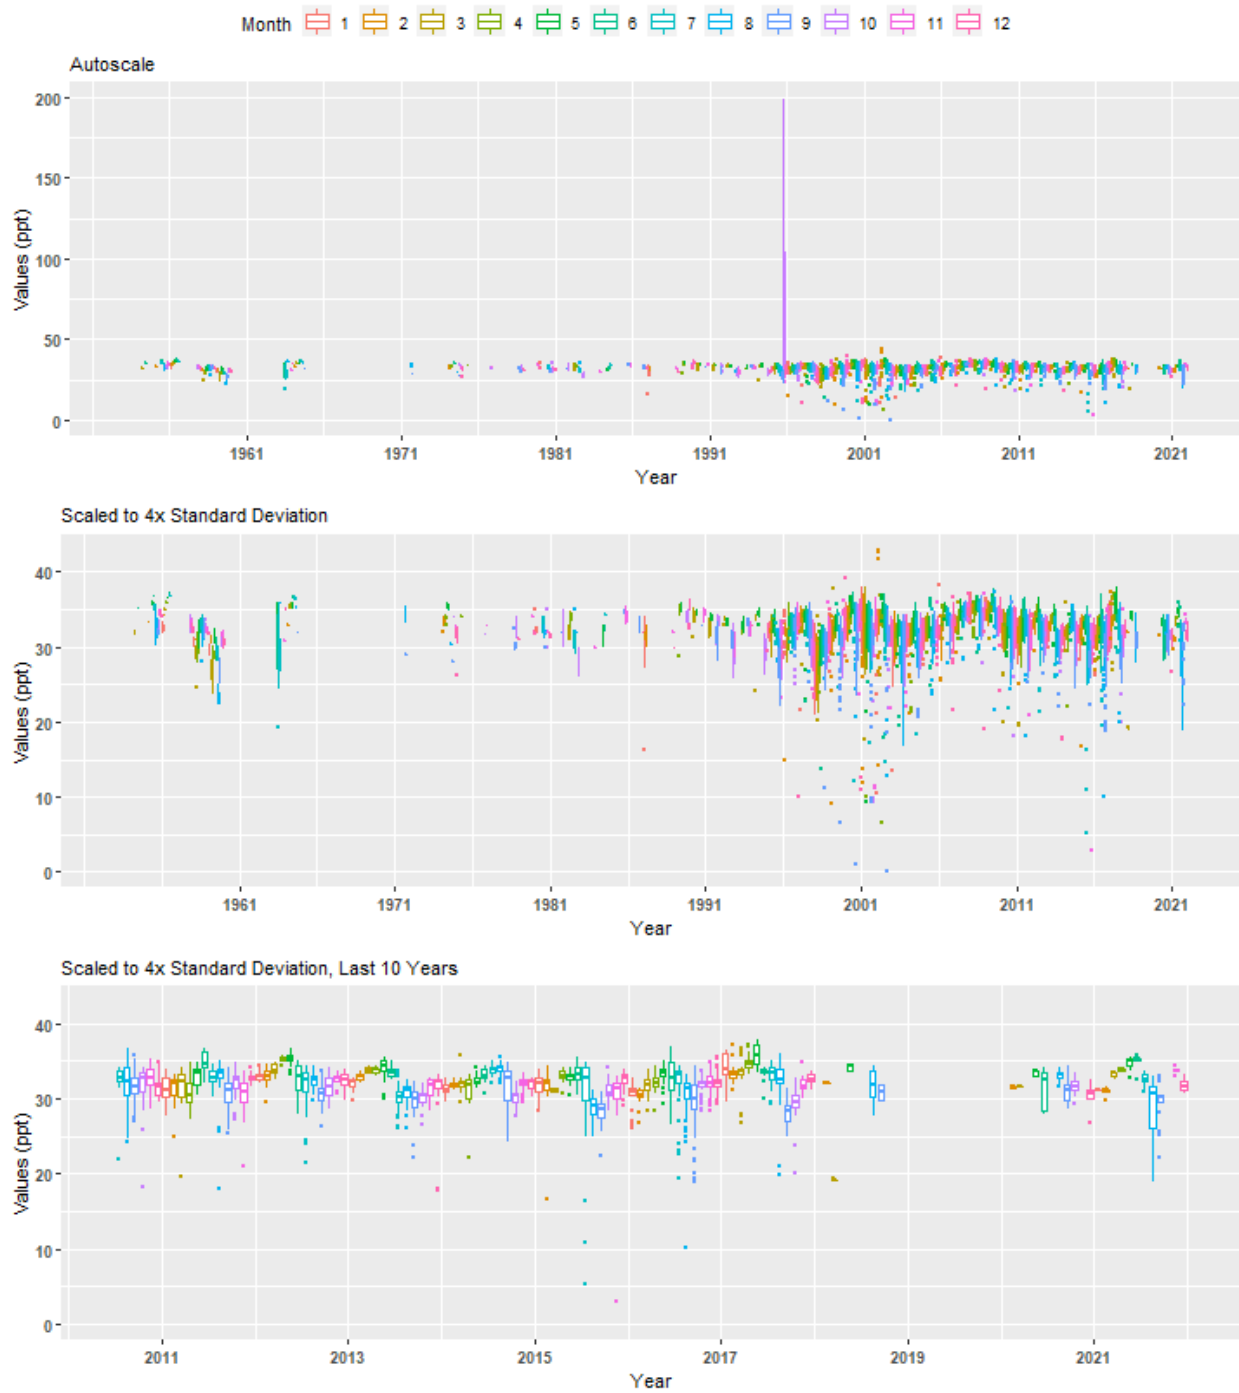 Month 1 2 3 4 5 6 7 8 9 10 11 12
Autoscale
200
150
100
50
0
Values (ppt)
1961 1971 1981 1991 2001 2011 2021
Year
Scaled to 4x Standard Deviation
40
30
20
10
0
Values (ppt)
1961 1971 1981 1991 2001 2011 2021
Year
Scaled to 4x Standard Deviation, Last 10 Years
40
30
20
10
0
Values (ppt)
2011 2013 2015 2017 2019 2021
Year